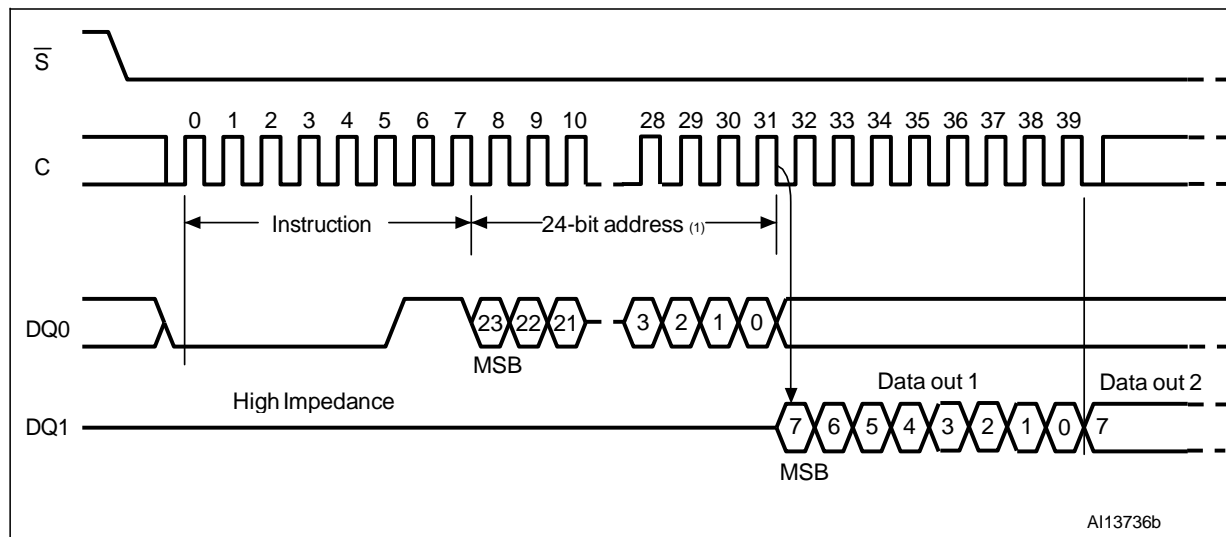 S
0 1 2 3 4 5 6 7 8 9 10 28 29 30 31 32 33 34 35 36 37 38 39
C
Instruction 24-bit address (1)
DQ0 23 22 21 3 2 1 0
MSB
Data out 1 Data out 2
High Impedance
DQ1 7 6 5 4 3 2 1 0 7
MSB
AI13736b